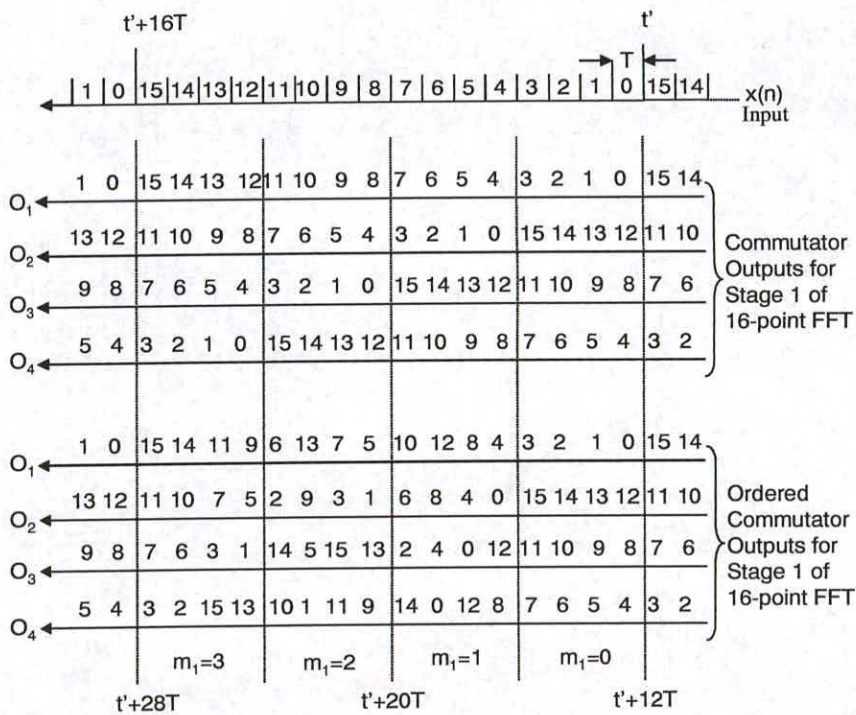 t'+16T t'
T
1 0 15 14 13 12 11 10 9 8 7 6 5 4 3 2 1 0 15 14 x(n)
Input
1 0 15 14 13 12 11 10 9 8 7 6 5 4 3 2 1 0 15 14
O1
13 12 11 10 9 8 7 6 5 4 3 2 1 0 15 14 13 12 11 10
O2
9 8 7 6 5 4 3 2 1 0 15 14 13 12 11 10 9 8 7 6
O3
5 4 3 2 1 0 15 14 13 12 11 10 9 8 7 6 5 4 3 2
O4
Commutator
Outputs for
Stage 1 of
16-point FFT
1 0 15 14 11 9 6 13 7 5 10 12 8 4 3 2 1 0 15 14
O1
13 12 11 10 7 5 2 9 3 1 6 8 4 0 15 14 13 12 11 10
O2
9 8 7 6 3 1 14 5 15 13 2 4 0 12 11 10 9 8 7 6
O3
5 4 3 2 15 13 10 1 11 9 14 0 12 8 7 6 5 4 3 2
O4
Ordered
Commutator
Outputs for
Stage 1 of
16-point FFT
m1=3 m1=2 m1=1 m1=0
t'+28T t'+20T t'+12T